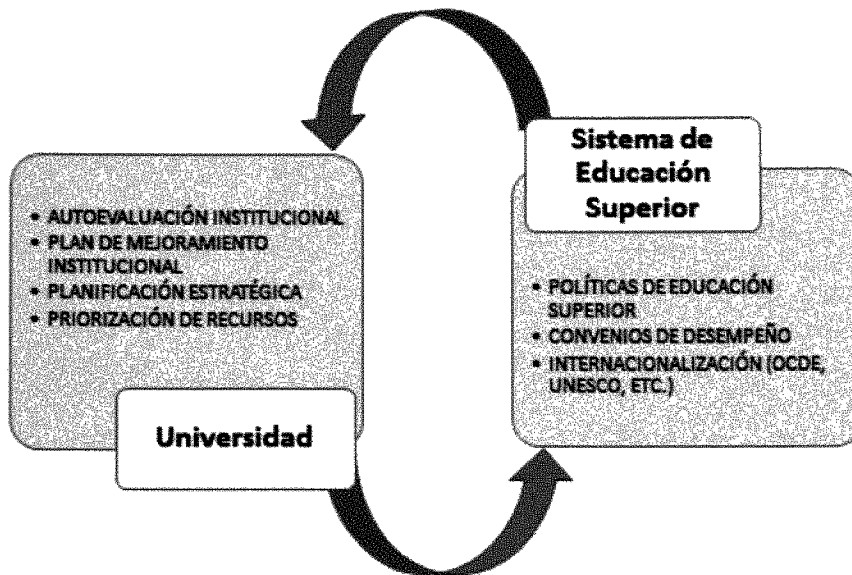 • AUTOEVALUACIÓN INSTITUCIONAL
• PLAN DE MEJORAMIENTO
INSTITUCIONAL
• PLANIFICACIÓN ESTRATÉGICA
• PRIORIZACIÓN DE RECURSOS
Universidad
Sistema de
Educación
Superior
• POLÍTICAS DE EDUCACIÓN
SUPERIOR
• CONVENIOS DE DESEMPEÑO
• INTERNACIONALIZACIÓN (OCDE,
UNESCO, ETC.)